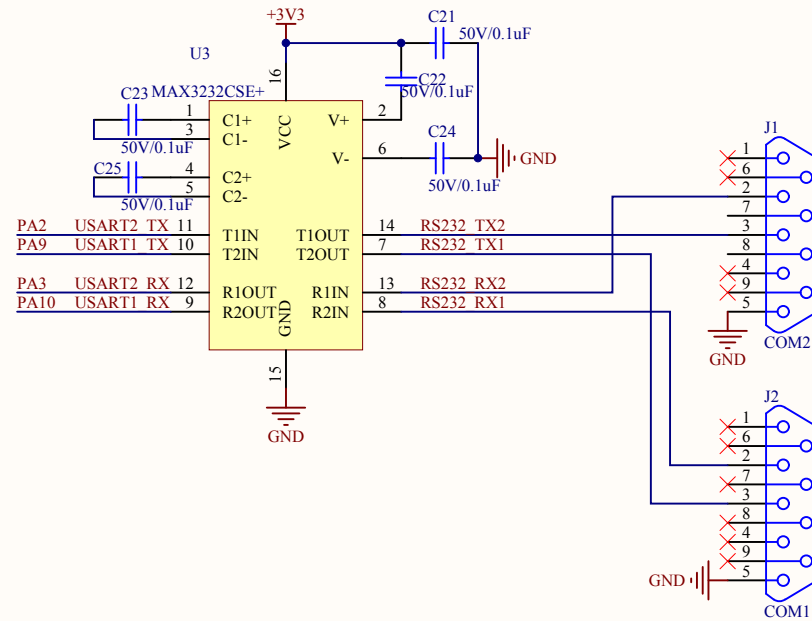 +3V3
C21
50V/0.1uF
U3
16
C22
50V/0.1uF
C23
MAX3232CSE+
50V/0.1uF
1
3
C1+
C1-
VCC
V+
2
C24
V-
6
GND
50V/0.1uF
C25
50V/0.1uF
4
5
C2+
C2-
PA2 USART2_TX 11 T1IN T1OUT 14 RS232_TX2
PA9 USART1_TX 10 T2IN T2OUT 7 RS232_TX1
PA3 USART2_RX 12 R1OUT R1IN 13 RS232_RX2
PA10 USART1_RX 9 R2OUT R2IN 8 RS232_RX1
GND
15
GND
J1
1
6
2
7
3
8
4
9
5
GND
COM2
J2
1
6
2
7
3
8
4
9
5
GND
COM1